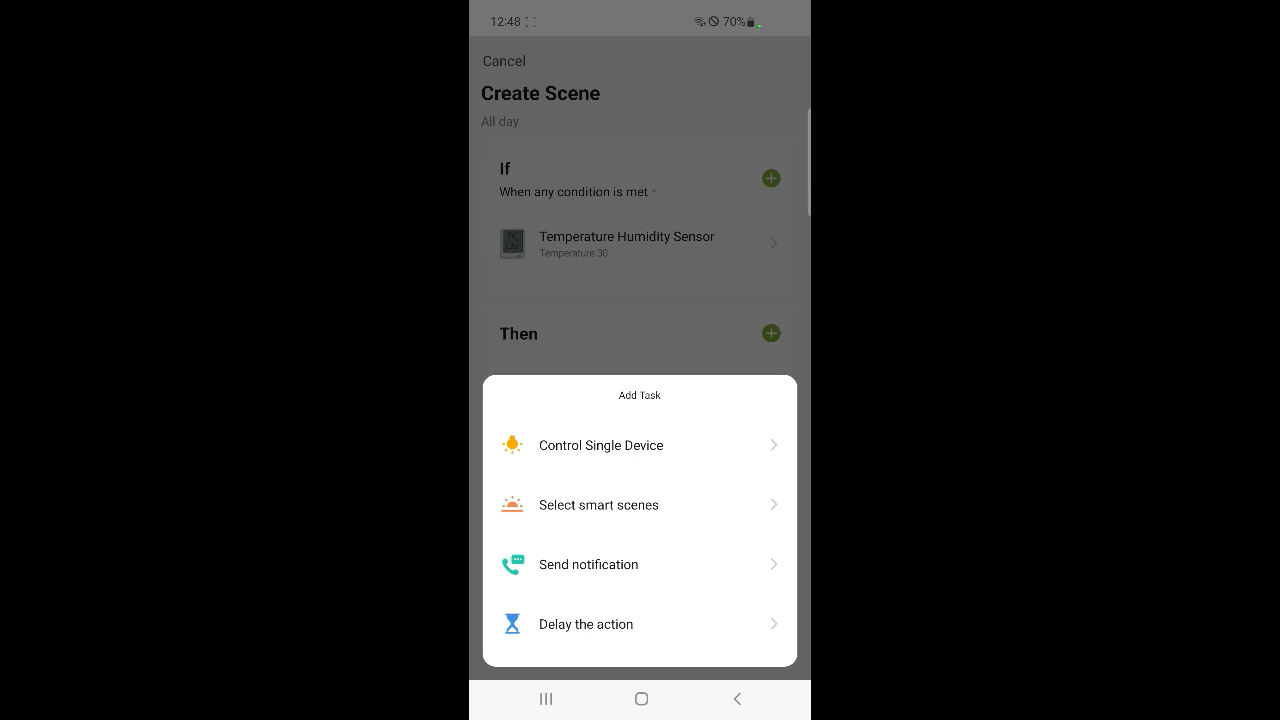 12:48
70%
Cancel
Create Scene
All day
If
When any condition is met
Temperature Humidity Sensor
Temperature:30
Then
Add Task
Control Single Device
Select smart scenes
Send notification
Delay the action